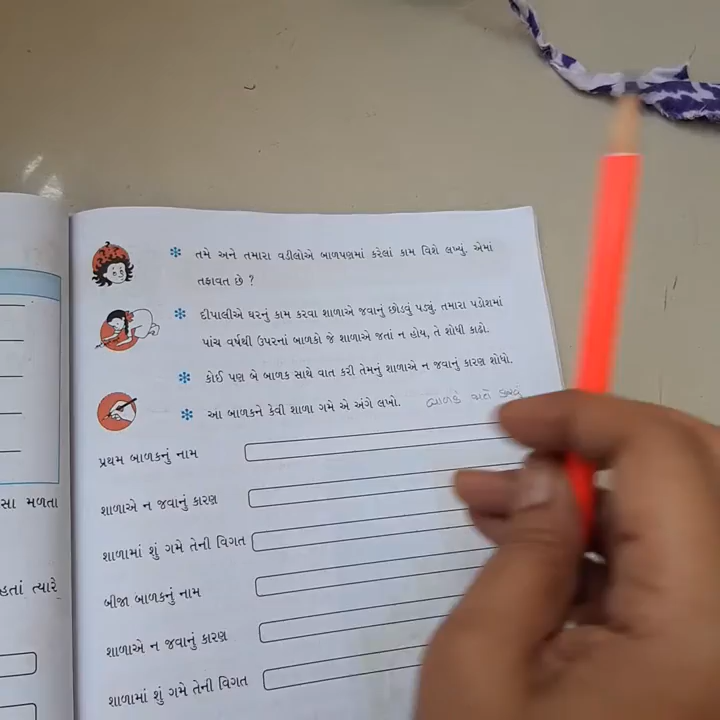 તમે અને તમારા વડીલોએ બાળપણમાં કરેલાં કામ વિશે લખ્યું. એમાં
તફાવત છે ?
દીપાલીએ ઘરનું કામ કરવા શાળાએ જવાનું છોડવું પડ્યું. તમારા પડોશમાં
પાંચ વર્ષથી ઉપરનાં બાળકો જે શાળાએ જતાં ન હોય, તે શોધી કાઢો.
કોઈ પણ બે બાળક સાથે વાત કરી તેમનું શાળાએ ન જવાનું કારણ શોધો.
આ બાળકને કેવી શાળા ગમે એ અંગે લખો.
પ્રથમ બાળકનું નામ
શાળાએ ન જવાનું કારણ
શાળામાં શું ગમે તેની વિગત
બીજા બાળકનું નામ
શાળાએ ન જવાનું કારણ
શાળામાં શું ગમે તેની વિગત
સા મળતા
હતાં ત્યારે